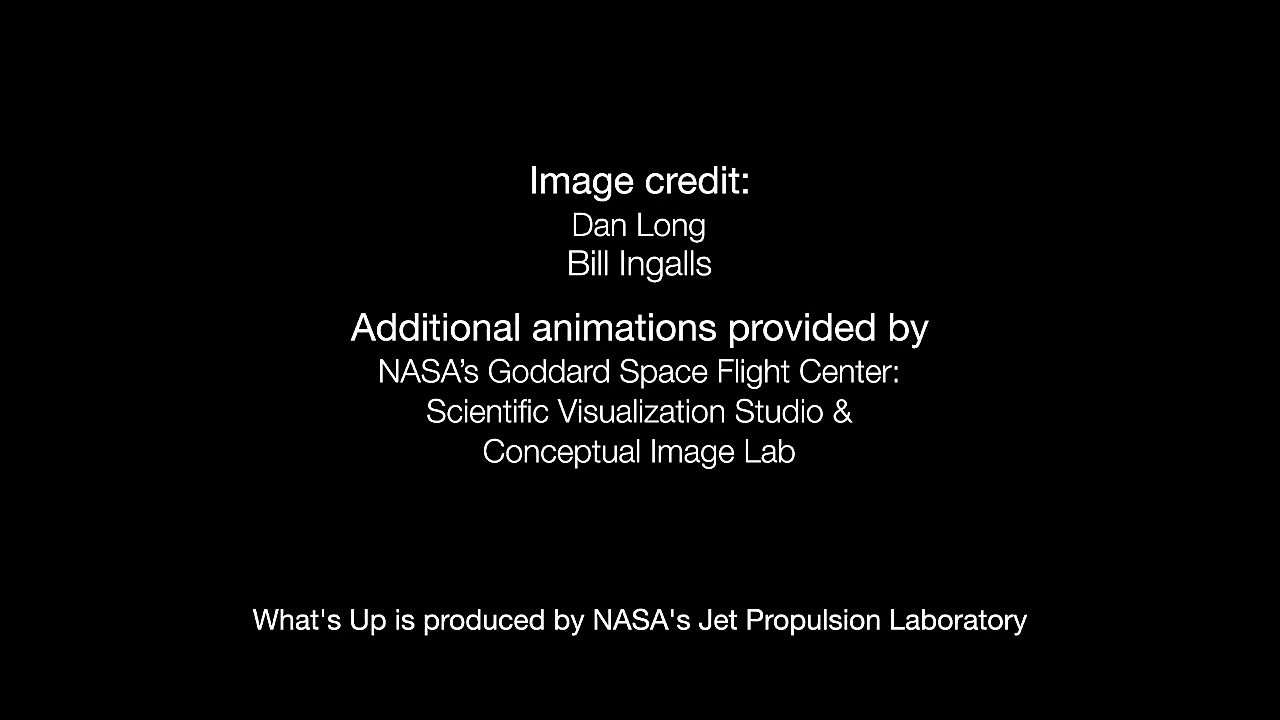 Image credit:
Dan Long
Bill Ingalls
Additional animations provided by
NASA’s Goddard Space Flight Center:
Scientific Visualization Studio &
Conceptual Image Lab
What's Up is produced by NASA's Jet Propulsion Laboratory